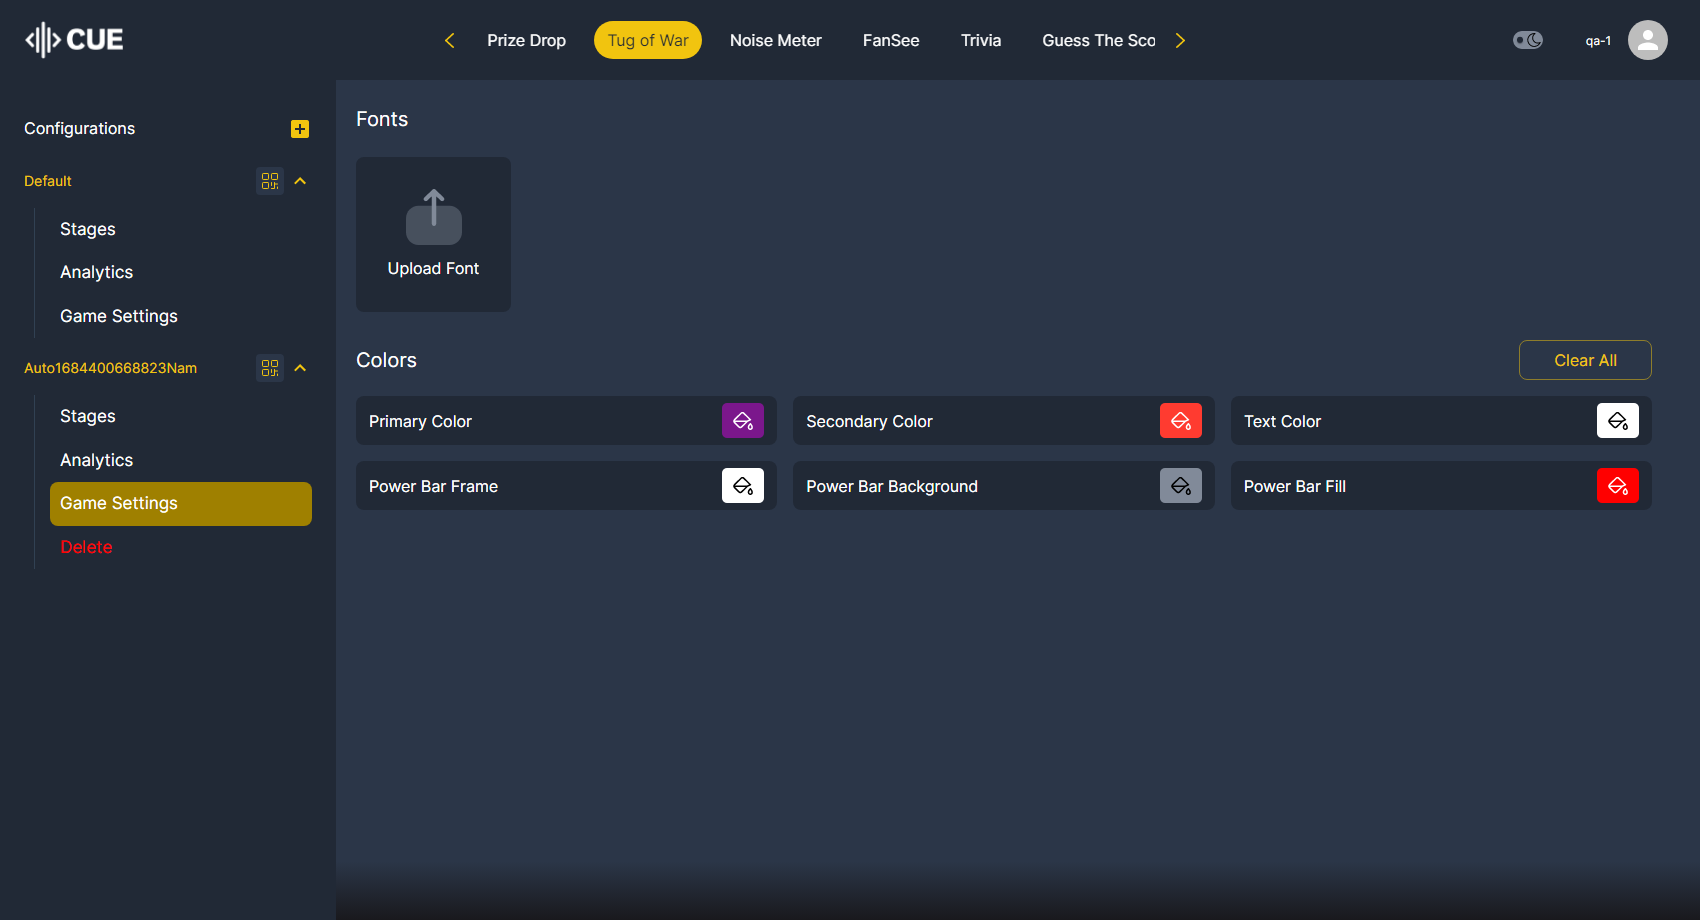 CUE
Prize Drop
Tug of War
Noise Meter
FanSee
Trivia
Guess The Sco
qa-1
Configurations
Default
Stages
Analytics
Game Settings
Auto1684400668823Nam
Stages
Analytics
Game Settings
Delete
Fonts
Upload Font
Colors
Clear All
Primary Color
Secondary Color
Text Color
Power Bar Frame
Power Bar Background
Power Bar Fill